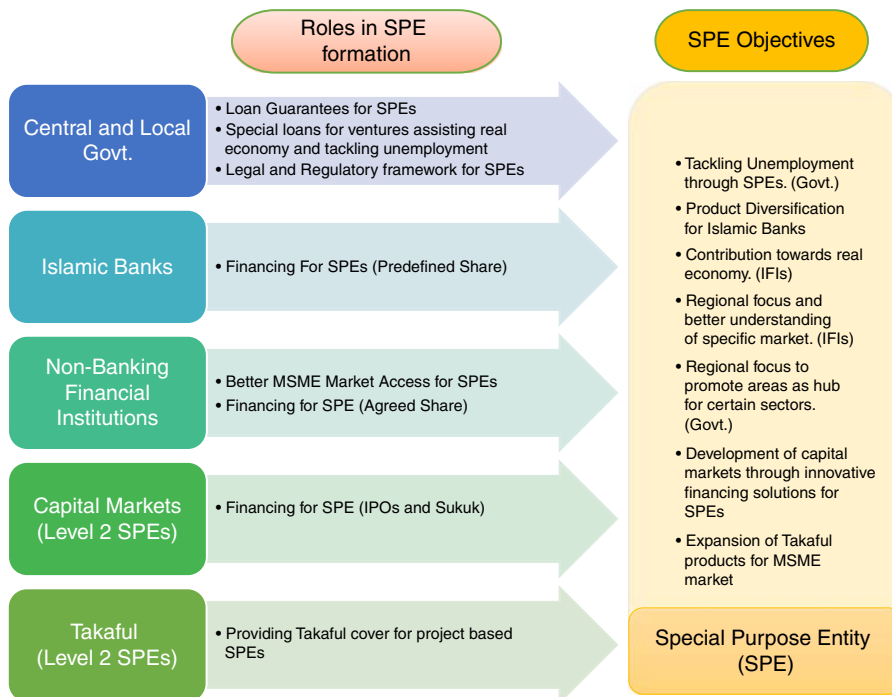 Roles in SPE
formation
SPE Objectives
Central and Local
Govt.
• Loan Guarantees for SPEs
• Special loans for ventures assisting real
economy and tackling unemployment
• Legal and Regulatory framework for SPEs
Islamic Banks
• Financing For SPEs (Predefined Share)
Non-Banking
Financial
Institutions
• Better MSME Market Access for SPEs
• Financing for SPE (Agreed Share)
Capital Markets
(Level 2 SPEs)
• Financing for SPE (IPOs and Sukuk)
Takaful
(Level 2 SPEs)
• Providing Takaful cover for project based
SPEs
• Tackling Unemployment
through SPEs. (Govt.)
• Product Diversification
for Islamic Banks
• Contribution towards real
economy. (IFIs)
• Regional focus and
better understanding
of specific market. (IFIs)
• Regional focus to
promote areas as hub
for certain sectors.
(Govt.)
• Development of capital
markets through innovative
financing solutions for
SPEs
• Expansion of Takaful
products for MSME
market
Special Purpose Entity
(SPE)